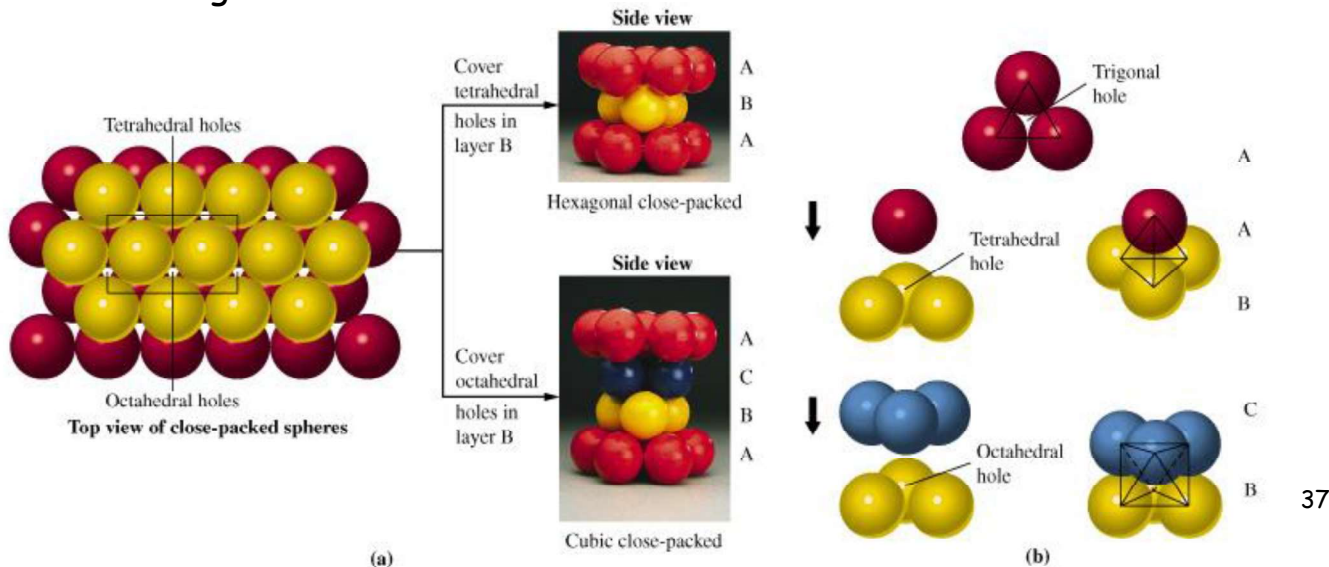 Tetrahedral holes
Octahedral holes
Top view of close-packed spheres
(a)
Cover
tetrahedral
holes in
layer B
Cover
octahedral
holes in
layer B
Side view
A
B
A
Hexagonal close-packed
Side view
A
C
B
A
Cubic close-packed
Trigonal
hole
A
Tetrahedral
hole
A
B
Octahedral
hole
C
B
(b)
37